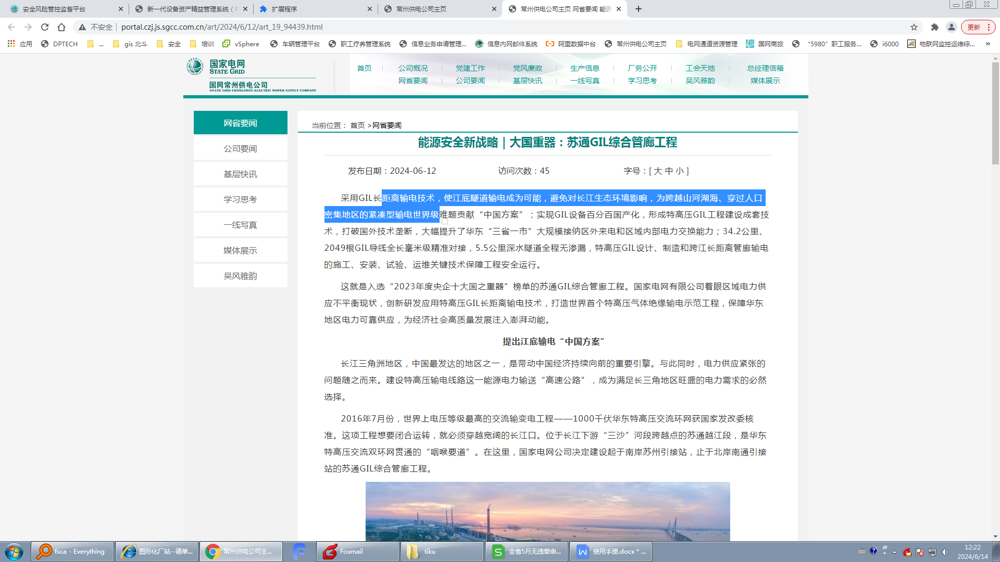 安全风险管控监督平台
新一代设备资产精益管理系统（P
扩展程序
常州供电公司主页
常州供电公司主页 网省要闻 能源
不安全
portal.czj.js.sgcc.com.cn/art/2024/6/12/art_19_94439.html
更新
应用
DPTECH
...
gis 北斗
安全
培训
vSphere
车辆管理平台
职工疗养管理系统
信息业务申请管理...
信息内网邮件系统
阿里数据中台
常州供电公司主页
电网通道资源管理
国网商旅
“5980”职工服务...
i6000
物联网监控运维综...
»
国家电网
STATE GRID
国网常州供电公司
STATE GRID CHANGZHOU ELECTRIC POWER SUPPLY COMPANY
首页 公司概况 党建工作 党风廉政 生产信息 厂务公开 工会天地 总经理信箱
网省要闻 公司要闻 基层快讯 一线写真 学习思考 吴风雅韵 媒体展示
网省要闻
公司要闻
基层快讯
学习思考
一线写真
媒体展示
吴风雅韵
当前位置： 首页 >网省要闻
能源安全新战略｜大国重器：苏通GIL综合管廊工程
发布日期：2024-06-12 访问次数：45 字号：[ 大 中 小 ]
采用GIL长距离输电技术，使江底隧道输电成为可能，避免对长江生态环境影响，为跨越山河湖海、穿过人口
密集地区的紧凑型输电世界级难题贡献“中国方案”；实现GIL设备百分百国产化，形成特高压GIL工程建设成套技
术，打破国外技术垄断，大幅提升了华东“三省一市”大规模接纳区外来电和区域内部电力交换能力；34.2公里、
2049根GIL导线全长毫米级精准对接，5.5公里深水隧道全程无渗漏，特高压GIL设计、制造和跨江长距离管廊输电
的施工、安装、试验、运维关键技术保障工程安全运行。
这就是入选“2023年度央企十大国之重器”榜单的苏通GIL综合管廊工程。国家电网有限公司着眼区域电力供
应不平衡现状，创新研发应用特高压GIL长距离输电技术，打造世界首个特高压气体绝缘输电示范工程，保障华东
地区电力可靠供应，为经济社会高质量发展注入澎湃动能。
提出江底输电“中国方案”
长江三角洲地区，中国最发达的地区之一，是带动中国经济持续向前的重要引擎。与此同时，电力供应紧张的
问题随之而来。建设特高压输电线路这一能源电力输送“高速公路”，成为满足长三角地区旺盛的电力需求的必然
选择。
2016年7月份，世界上电压等级最高的交流输变电工程——1000千伏华东特高压交流环网获国家发改委核
准。这项工程想要闭合运转，就必须穿越宽阔的长江口。位于长江下游“三沙”河段跨越点的苏通越江段，是华东
特高压交流双环网贯通的“咽喉要道”。在这里，国家电网公司决定建设起于南岸苏州引接站，止于北岸南通引接
站的苏通GIL综合管廊工程。
fsca - Everything
图形化厂站--请单...
常州供电公司主...
Foxmail
tiku
全省5月无违章申...
使用手册.docx * ...
12:22
2024/6/14